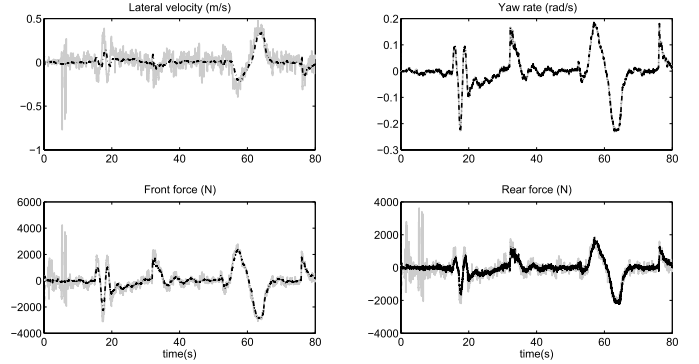 Lateral velocity (m/s)
0.5
0
−0.5
−1
0 20 40 60 80
Yaw rate (rad/s)
0.2
0.1
0
−0.1
−0.2
−0.3
0 20 40 60 80
Front force (N)
6000
4000
2000
0
−2000
−4000
0 20 40 60 80
time(s)
Rear force (N)
4000
2000
0
−2000
−4000
0 20 40 60 80
time(s)